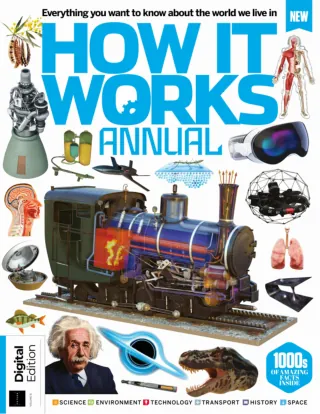 Everything you want to know about the world we live in
NEW
HOW IT
WORKS
ANNUAL
Digital
Edition
1000s
OF AMAZING
FACTS
INSIDE
SCIENCE ENVIRONMENT TECHNOLOGY TRANSPORT HISTORY SPACE